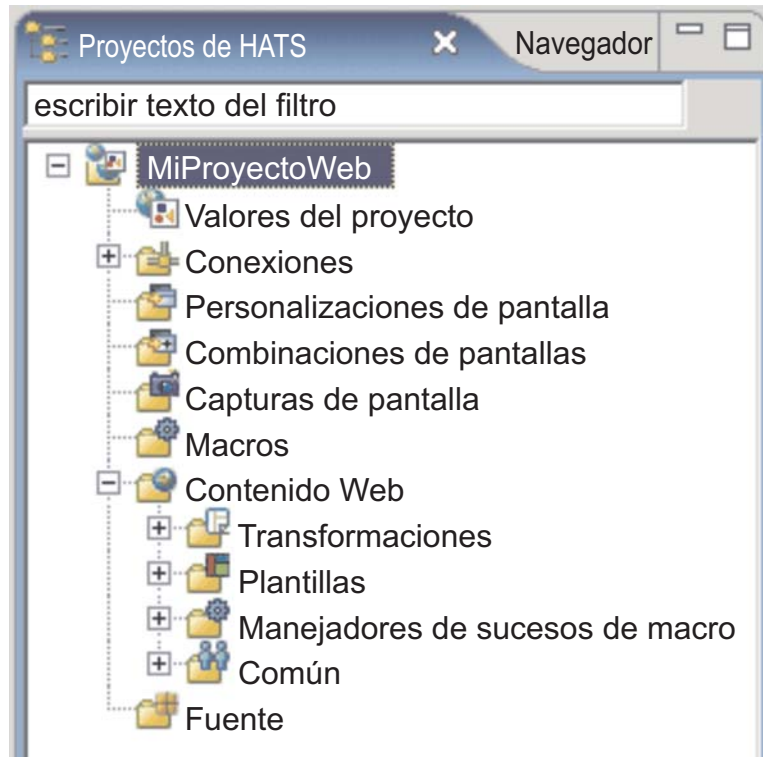 Proyectos de HATS Navegador
escribir texto del filtro
MiProyectoWeb
Valores del proyecto
Conexiones
Personalizaciones de pantalla
Combinaciones de pantallas
Capturas de pantalla
Macros
Contenido Web
Transformaciones
Plantillas
Manejadores de sucesos de macro
Común
Fuente